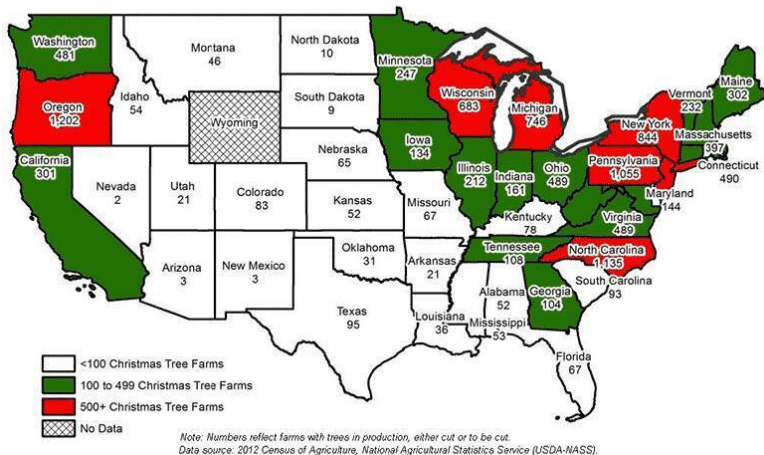 Washington
481
Montana
46
North Dakota
10
Minnesota
247
Oregon
1,202
Idaho
54
Wyoming
South Dakota
9
Wisconsin
683
Michigan
746
Vermont
232
Maine
302
New York
844
Massachusetts
397
Connecticut
490
California
301
Nevada
2
Utah
21
Colorado
83
Nebraska
65
Iowa
134
Illinois
212
Indiana
161
Ohio
489
Pennsylvania
1,055
Maryland
144
Kansas
52
Missouri
67
Kentucky
78
Virginia
489
Arizona
3
New Mexico
3
Oklahoma
31
Arkansas
21
Tennessee
108
North Carolina
1,135
South Carolina
93
Texas
95
Louisiana
36
Mississippi
53
Alabama
52
Georgia
104
Florida
67
<100 Christmas Tree Farms
100 to 499 Christmas Tree Farms
500+ Christmas Tree Farms
No Data
Note: Numbers reflect farms with trees in production, either cut or to be cut.
Data source: 2012 Census of Agriculture, National Agricultural Statistics Service (USDA-NASS).